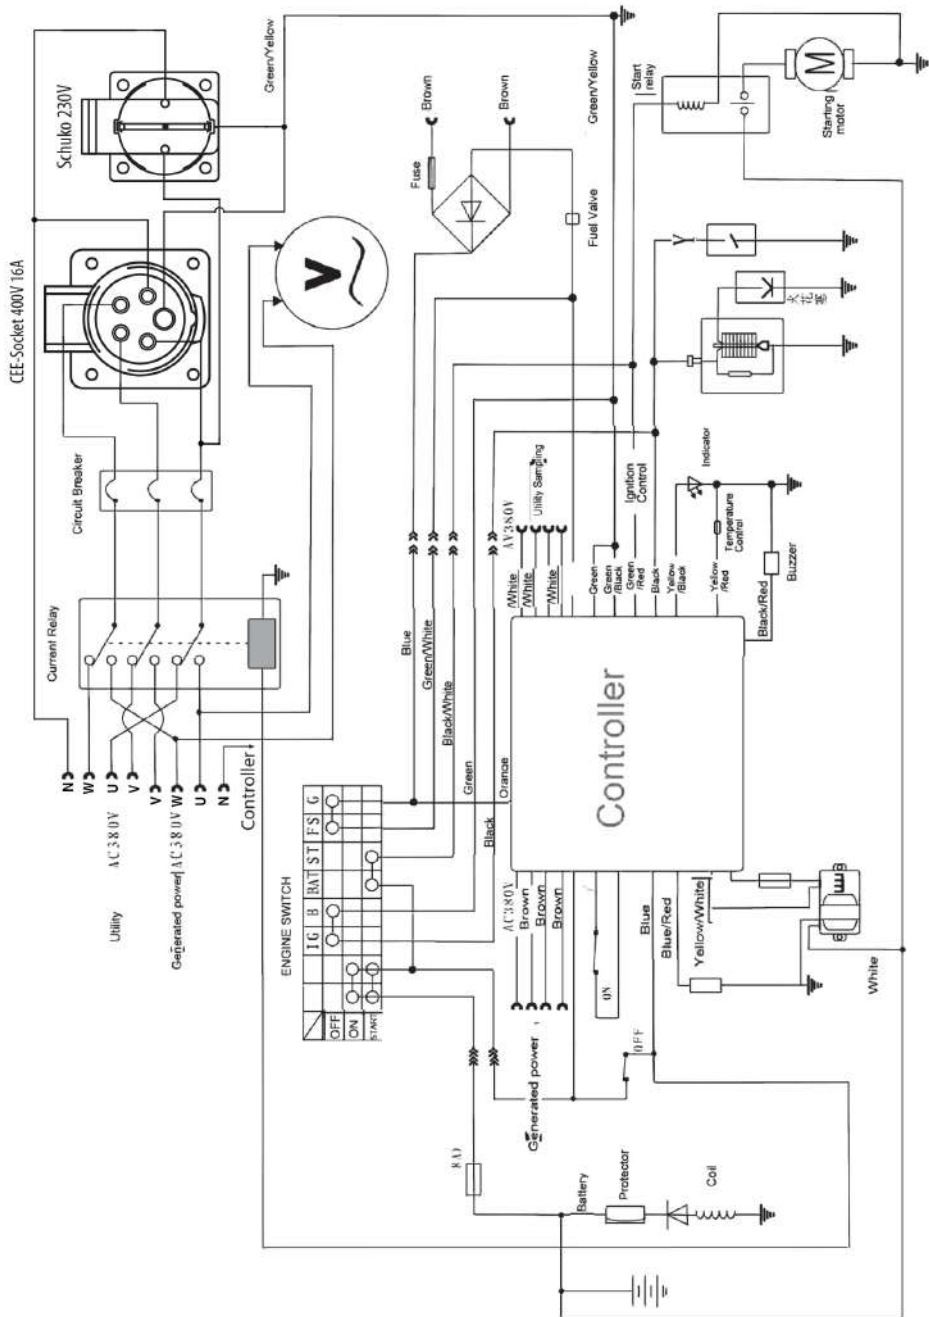 CEE-Socket 400V 16A
Schuko 230V
Green/Yellow
Circuit Breaker
Current Relay
N
W
U
V
V
W
U
N
Controller
Utility
AC380V
Generated power
AC380V
V
Fuse
Brown
Brown
Fuel Valve
Green/Yellow
Start
relay
M
Starting
motor
火花塞
Indicator
Ignition
Control
Temperature
Control
Buzzer
Utility Sampling
AV380V
/White
/White
/White
Green
Green
/Black
Green
/Red
Black
Yellow
/Black
Yellow
/Red
Black/Red
Blue
Green/White
Black/White
Green
Orange
Black
Controller
ENGINE SWITCH
IG
B
BAT
ST
FS
G
OFF
ON
START
AC380V
Brown
Brown
Brown
Generated power
ON
OFF
Blue
Blue/Red
Yellow/White
White
Battery
Protector
Coil